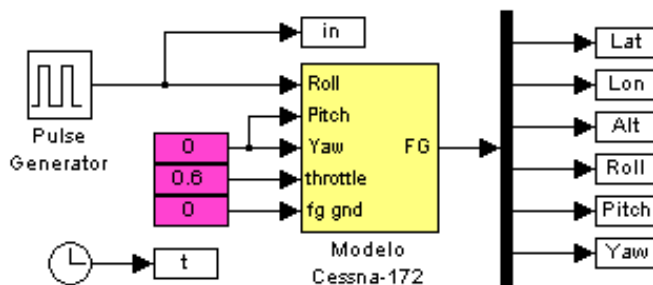 in
Lat
Roll
Lon
Pulse
Generator
Pitch
Alt
0
Yaw
FG
0.6
throttle
Roll
0
fg gnd
Pitch
Modelo
Cessna-172
t
Yaw